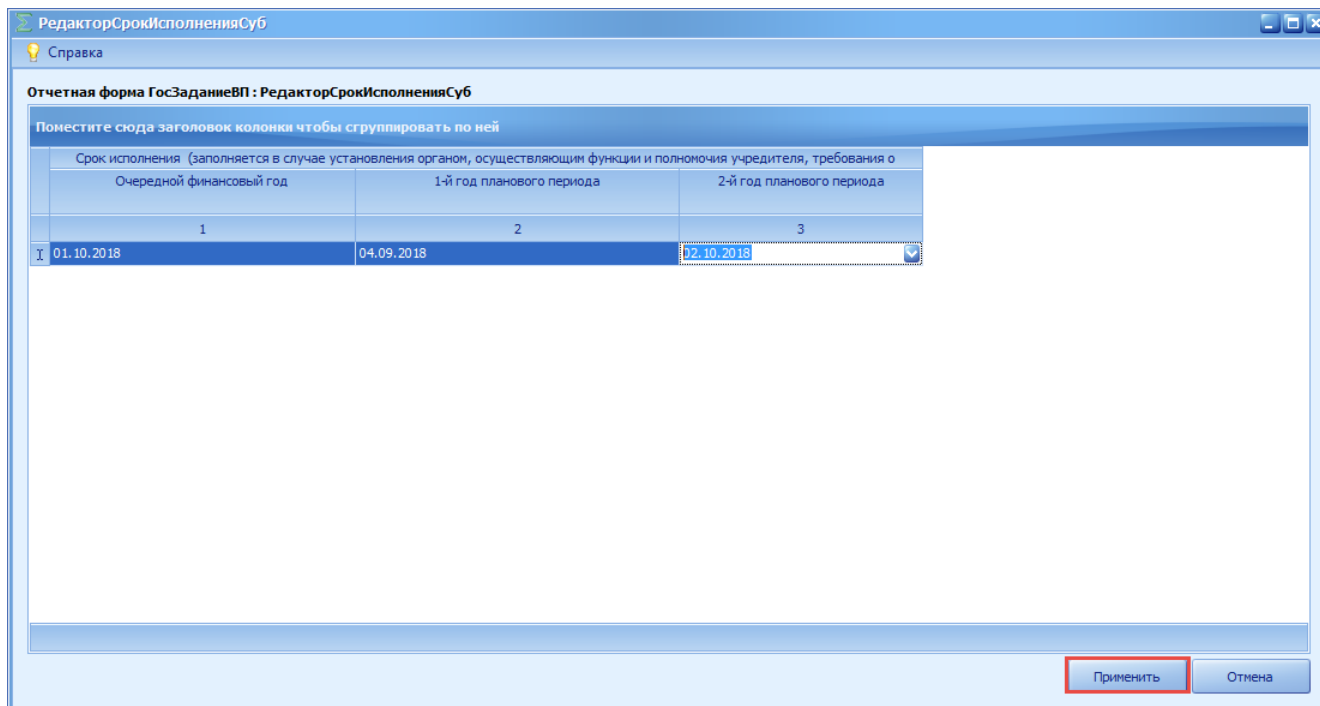 РедакторСрокИсполненияСуб
Справка
Отчетная форма ГосЗаданиеВП : РедакторСрокИсполненияСуб
Поместите сюда заголовок колонки чтобы сгруппировать по ней
Срок исполнения (заполняется в случае установления органом, осуществляющим функции и полномочия учредителя, требования о
Очередной финансовый год 1-й год планового периода 2-й год планового периода
1 2 3
01.10.2018 04.09.2018 02.10.2018
Применить Отмена